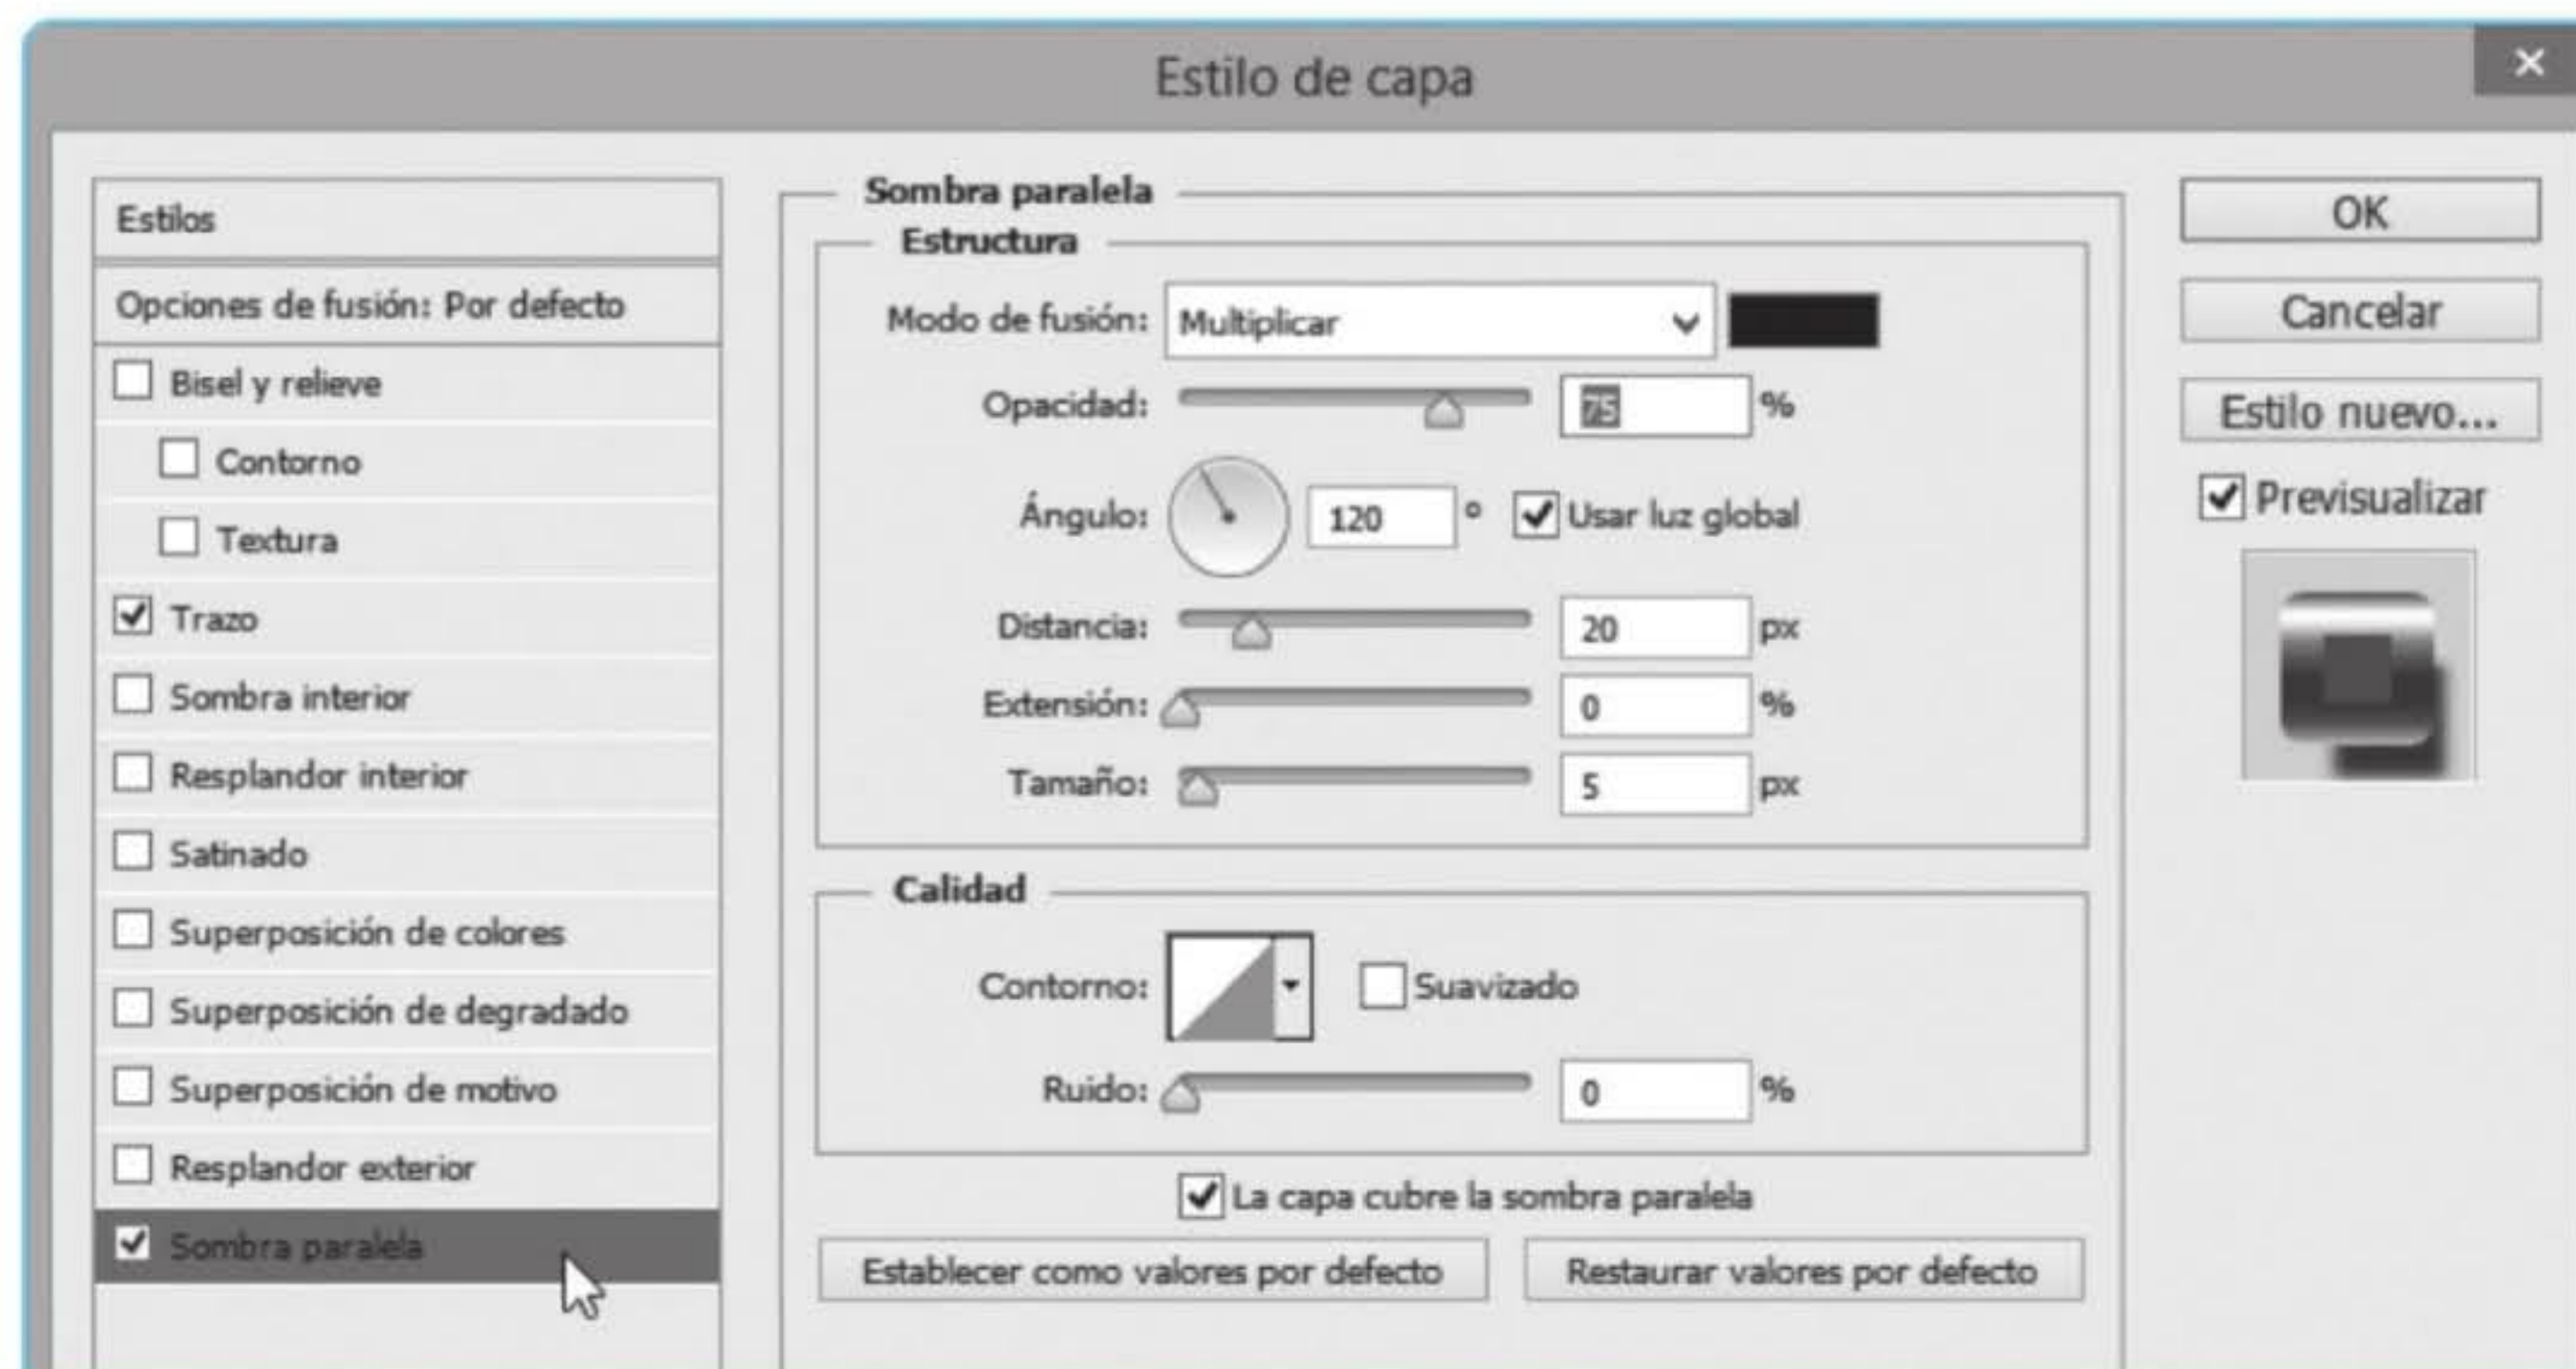 Estilo de capa
Estilos
Opciones de fusión: Por defecto
Bisel y relieve
Contorno
Textura
Trazo
Sombra interior
Resplandor interior
Satinado
Superposición de colores
Superposición de degradado
Superposición de motivo
Resplandor exterior
Sombra paralela
Sombra paralela
Estructura
Modo de fusión: Multiplicar
Opacidad: 75 %
Ángulo: 120 ° Usar luz global
Distancia: 20 px
Extensión: 0 %
Tamaño: 5 px
Calidad
Contorno: Suavizado
Ruido: 0 %
La capa cubre la sombra paralela
Establecer como valores por defecto
Restaurar valores por defecto
OK
Cancelar
Estilo nuevo...
Previsualizar